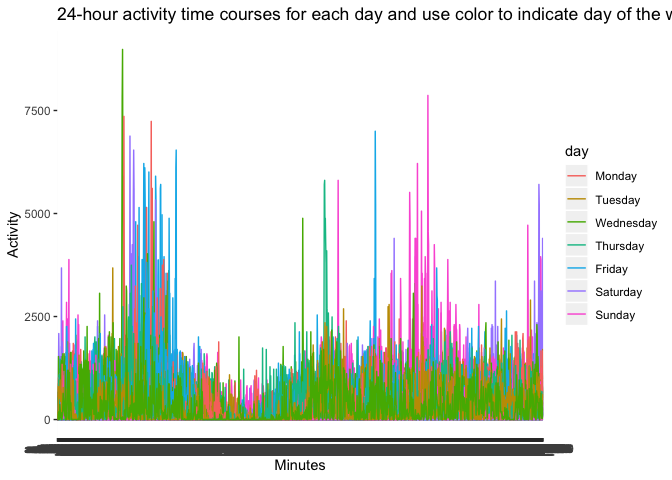 24-hour activity time courses for each day and use color to indicate day of the w
7500
5000
2500
0
Activity
Minutes
day
Monday
Tuesday
Wednesday
Thursday
Friday
Saturday
Sunday